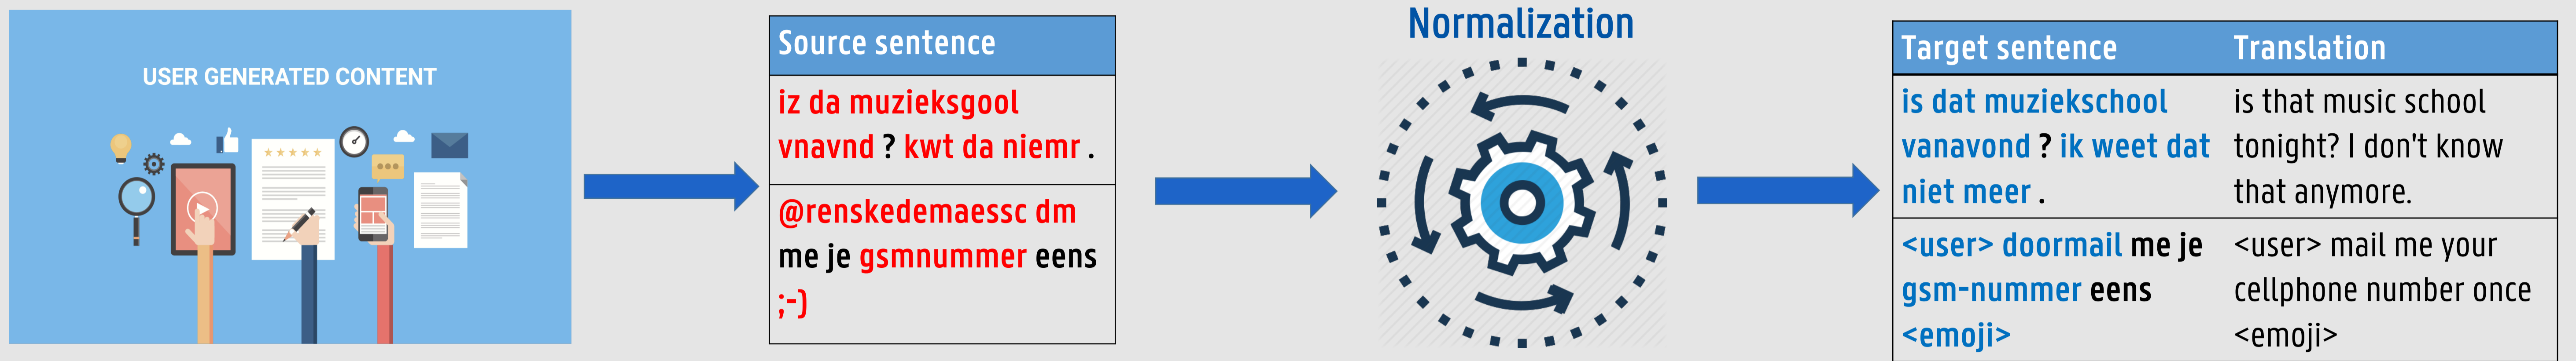 USER GENERATED CONTENT
Source sentence
iz da muzieksgool
vnavnd ? kwt da niemr .
@renskedemaessc dm
me je gsmnummer eens
;-)
Normalization
Target sentence
Translation
is dat muziekschool
vanavond ? ik weet dat
niet meer .
is that music school
tonight? I don't know
that anymore.
<user> doormail me je
gsm-nummer eens
<emoji>
<user> mail me your
cellphone number once
<emoji>